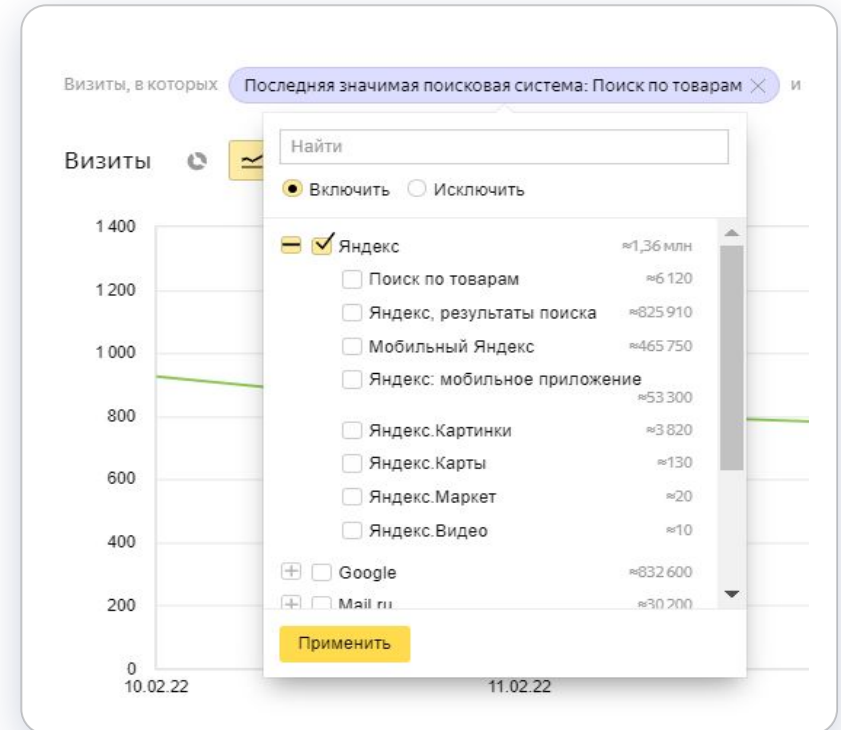 Визиты, в которых Последняя значимая поисковая система: Поиск по товарам × и
Найти
Визиты
Включить Исключить
1 400
Яндекс ≈1,36 млн
Поиск по товарам ≈6 120
1 200
Яндекс, результаты поиска ≈825 910
1 000
Мобильный Яндекс ≈465 750
Яндекс: мобильное приложение
≈53 300
800
Яндекс.Картинки ≈3 820
Яндекс.Карты ≈130
600
Яндекс.Маркет ≈20
Яндекс.Видео ≈10
400
Google ≈832 600
200
Mail.ru ≈30 200
Применить
0
10.02.22 11.02.22